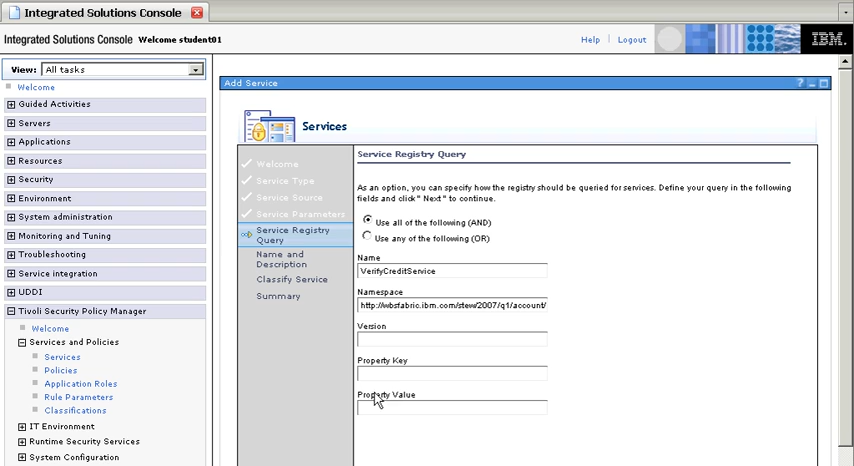 Integrated Solutions Console
Integrated Solutions Console Welcome student01
Help Logout
IBM.
View: All tasks
Welcome
Guided Activities
Servers
Applications
Resources
Security
Environment
System administration
Monitoring and Tuning
Troubleshooting
Service integration
UDDI
Tivoli Security Policy Manager
Welcome
Services and Policies
Services
Policies
Application Roles
Rule Parameters
Classifications
IT Environment
Runtime Security Services
System Configuration
Add Service
?
Services
Welcome
Service Type
Service Source
Service Parameters
Service Registry
Query
Name and
Description
Classify Service
Summary
Service Registry Query
As an option, you can specify how the registry should be queried for services. Define your query in the following
fields and click" Next" to continue.
Use all of the following (AND)
Use any of the following (OR)
Name
VerifyCreditService
Namespace
http://wbsfabric.ibm.com/stew/2007/q1/account/
Version
Property Key
Property Value